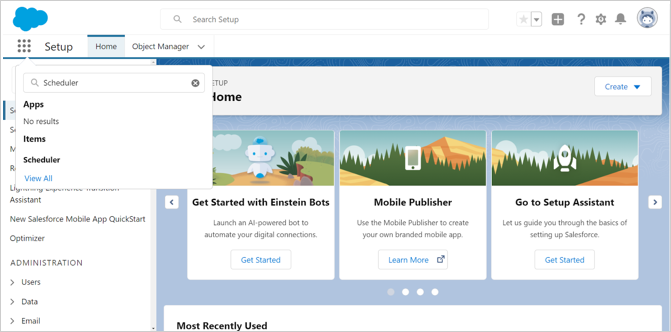 Search Setup
Setup
Home
Object Manager
Scheduler
Apps
No results
Items
Scheduler
View All
SETUP
Home
Create
Se
Se
M
R
Lightning Experience Transition
Assistant
New Salesforce Mobile App QuickStart
Optimizer
ADMINISTRATION
Users
Data
Email
Get Started with Einstein Bots
Launch an AI-powered bot to
automate your digital connections.
Get Started
Mobile Publisher
Use the Mobile Publisher to create
your own branded mobile app.
Learn More
Go to Setup Assistant
Let us guide you through the basics of
setting up Salesforce.
Get Started
Most Recently Used